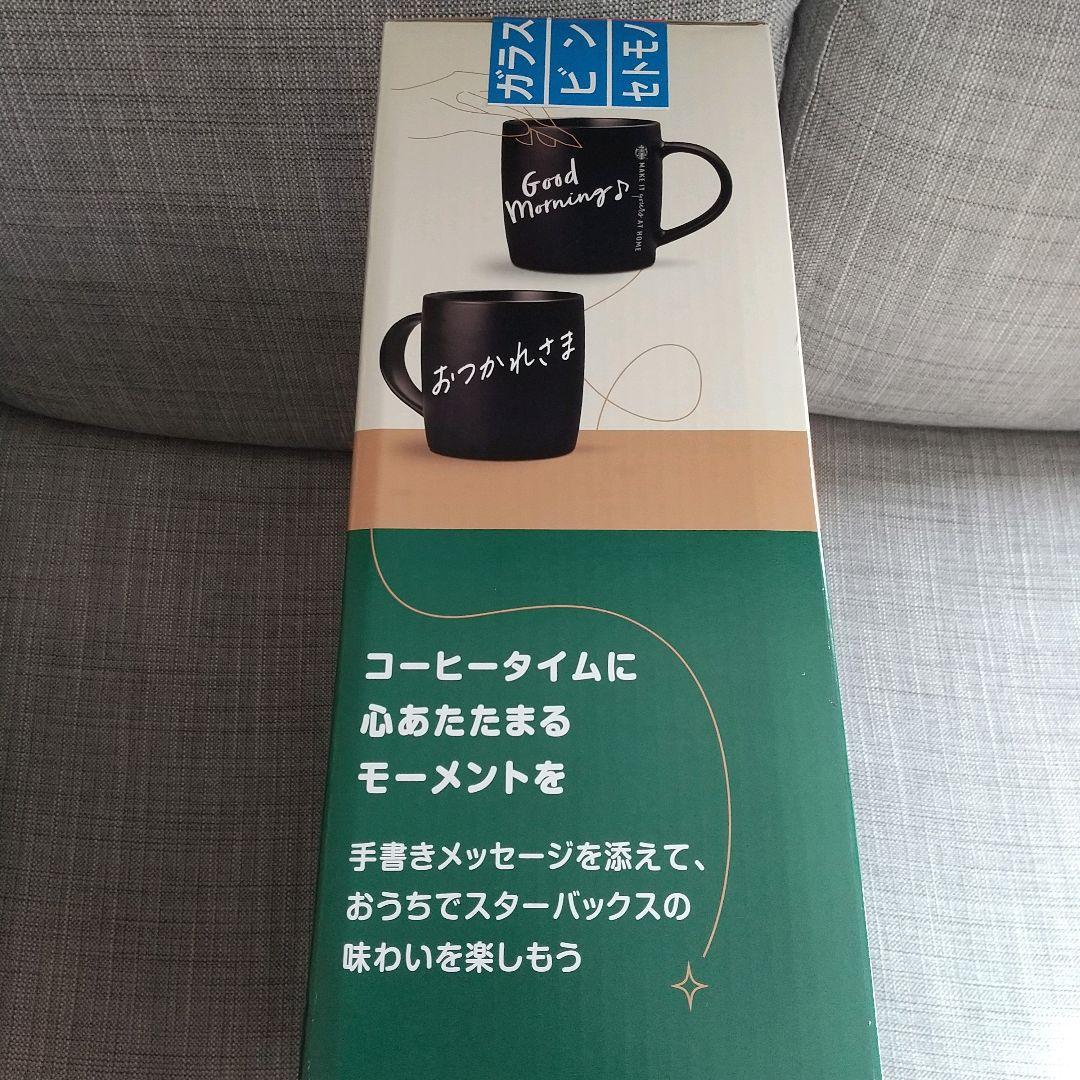 ガラス
ビン
セトモノ
Good
Morning♪
MAKE IT yours AT HOME
おつかれさま
コーヒータイムに
心あたたまる
モーメントを
手書きメッセージを添えて、
おうちでスターバックスの
味わいを楽しもう